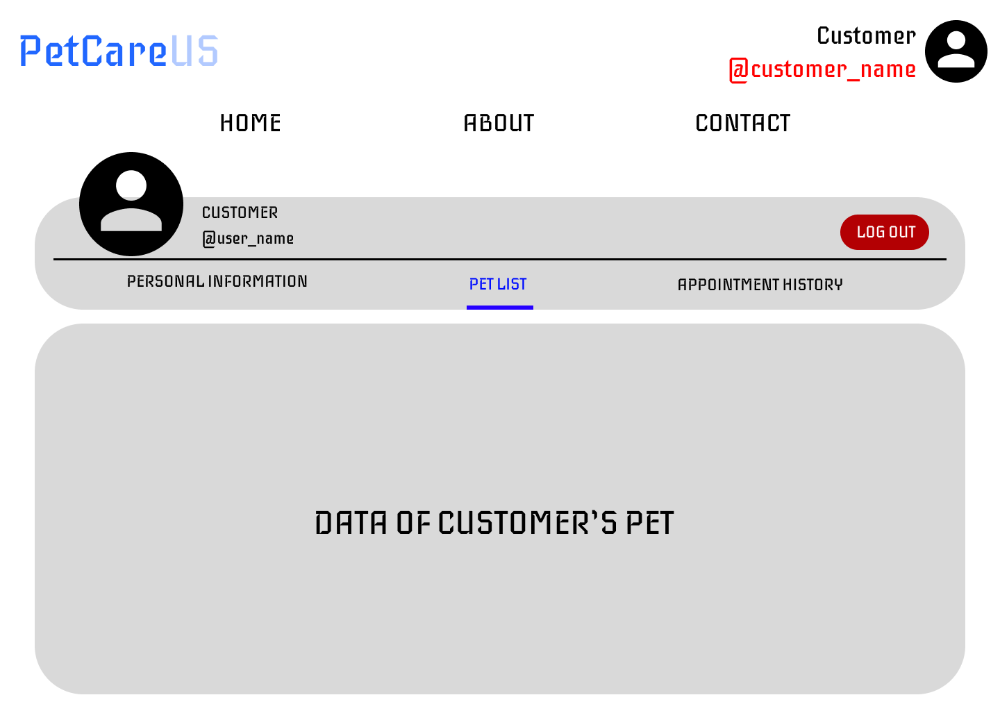 PetCareUS
Customer
@customer_name
HOME ABOUT CONTACT
CUSTOMER
@user_name
LOG OUT
PERSONAL INFORMATION PET LIST APPOINTMENT HISTORY
DATA OF CUSTOMER’S PET